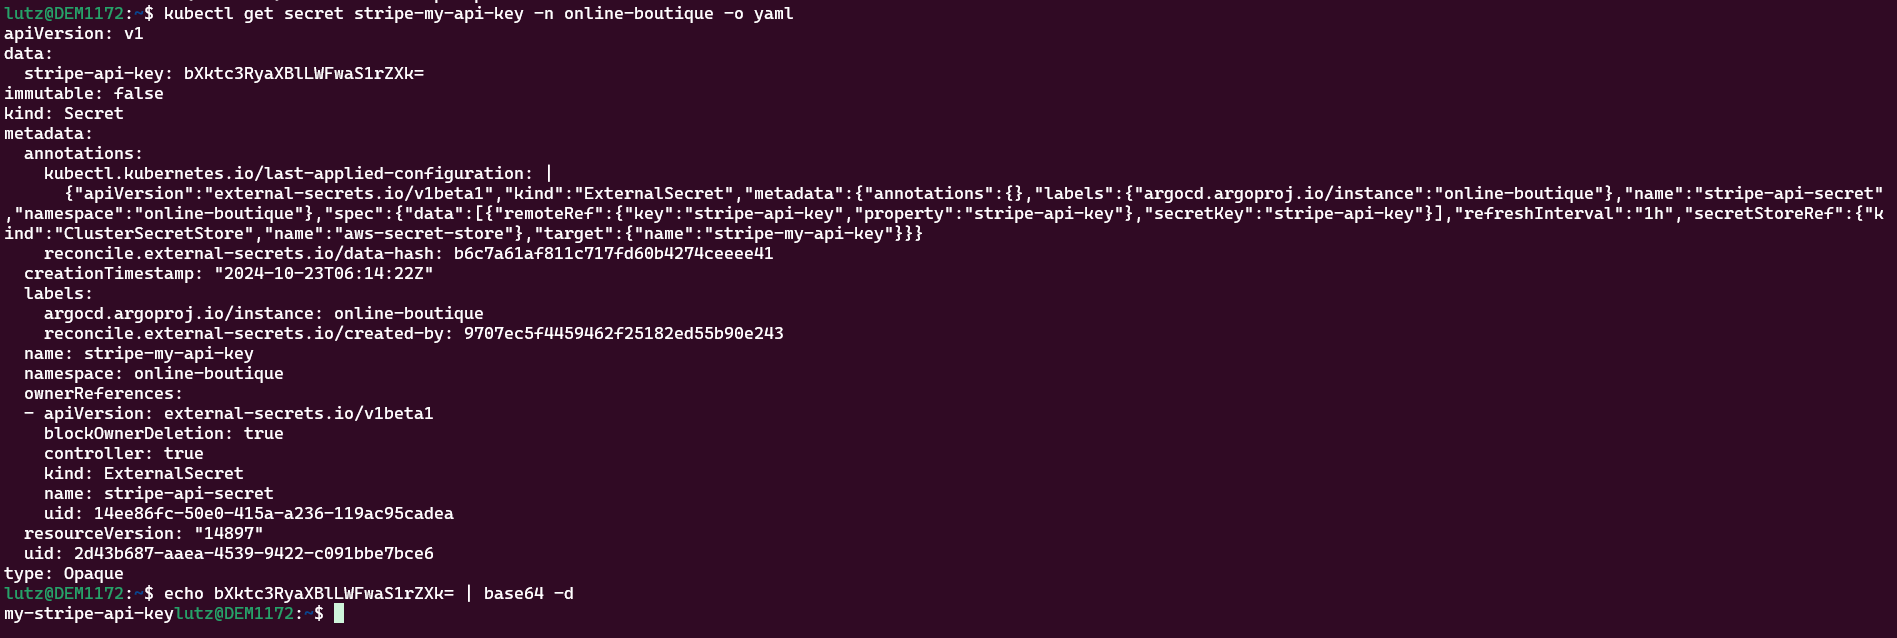 lutz@DEM1172:~$ kubectl get secret stripe-my-api-key -n online-boutique -o yaml
apiVersion: v1
data:
  stripe-api-key: bXktc3RyaXBlLWFwaS1rZXk=
immutable: false
kind: Secret
metadata:
  annotations:
    kubectl.kubernetes.io/last-applied-configuration: |
      {"apiVersion":"external-secrets.io/v1beta1","kind":"ExternalSecret","metadata":{"annotations":{},"labels":{"argocd.argoproj.io/instance":"online-boutique"},"name":"stripe-api-secret"
,"namespace":"online-boutique"},"spec":{"data":[{"remoteRef":{"key":"stripe-api-key","property":"stripe-api-key"},"secretKey":"stripe-api-key"}],"refreshInterval":"1h","secretStoreRef":{"k
ind":"ClusterSecretStore","name":"aws-secret-store"},"target":{"name":"stripe-my-api-key"}}}
    reconcile.external-secrets.io/data-hash: b6c7a61af811c717fd60b4274ceeee41
  creationTimestamp: "2024-10-23T06:14:22Z"
  labels:
    argocd.argoproj.io/instance: online-boutique
    reconcile.external-secrets.io/created-by: 9707ec5f4459462f25182ed55b90e243
  name: stripe-my-api-key
  namespace: online-boutique
  ownerReferences:
  - apiVersion: external-secrets.io/v1beta1
    blockOwnerDeletion: true
    controller: true
    kind: ExternalSecret
    name: stripe-api-secret
    uid: 14ee86fc-50e0-415a-a236-119ac95cadea
  resourceVersion: "14897"
  uid: 2d43b687-aaea-4539-9422-c091bbe7bce6
type: Opaque
lutz@DEM1172:~$ echo bXktc3RyaXBlLWFwaS1rZXk= | base64 -d
my-stripe-api-keylutz@DEM1172:~$